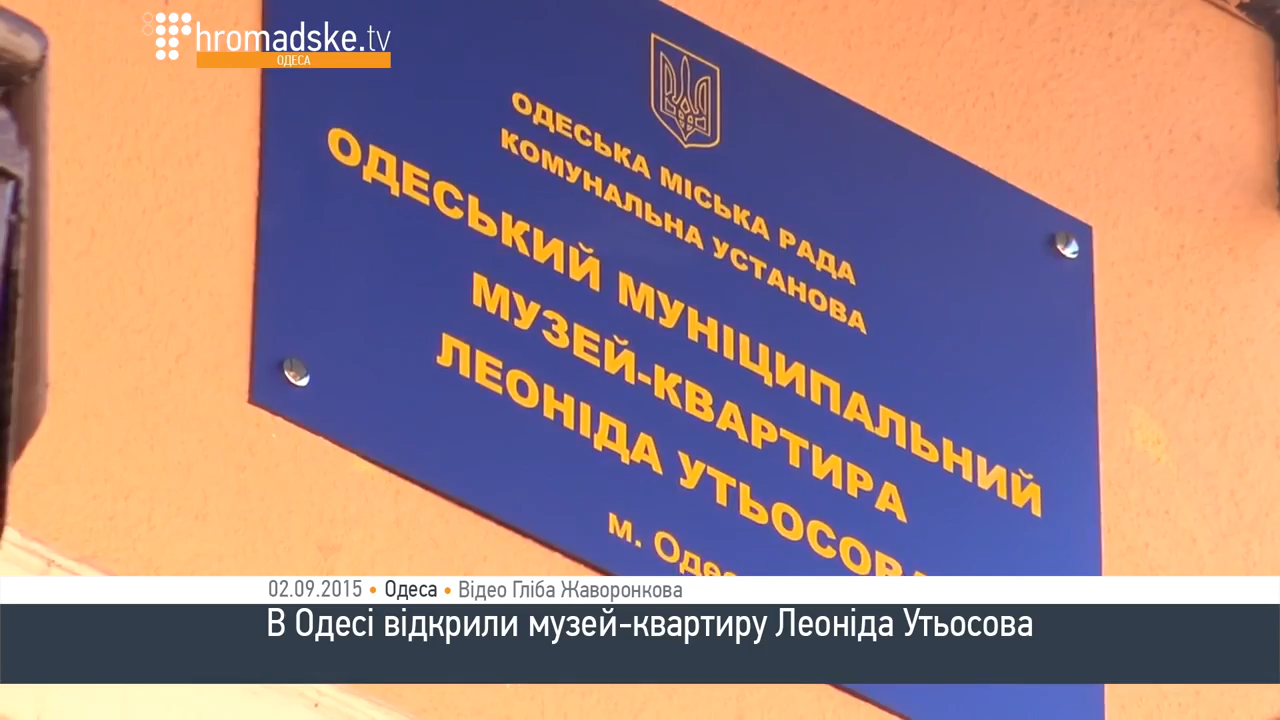 hromadske.tv
ОДЕСА
ОДЕСЬКА МІСЬКА РАДА
КОМУНАЛЬНА УСТАНОВА
ОДЕСЬКИЙ МУНІЦИПАЛЬНИЙ
МУЗЕЙ-КВАРТИРА
ЛЕОНІДА УТЬОСОВА
м. Одес
02.09.2015 • Одеса • Відео Гліба Жаворонкова
В Одесі відкрили музей-квартиру Леоніда Утьосова